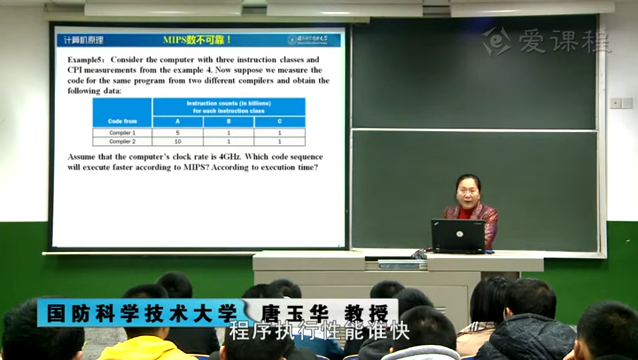 计算机原理
MIPS数不可靠！
爱课程
Example5：Consider the computer with three instruction classes and
CPI measurements from the example 4. Now suppose we measure the
code for the same program from two different compilers and obtain the
following data:
Instruction counts (in billions)
for each instruction class
Code from A B C
Compiler 1 5 1 1
Compiler 2 10 1 1
Assume that the computer's clock rate is 4GHz. Which code sequence
will execute faster according to MIPS? According to execution time?
国防科学技术大学 唐玉华 教授
程序执行性能谁快